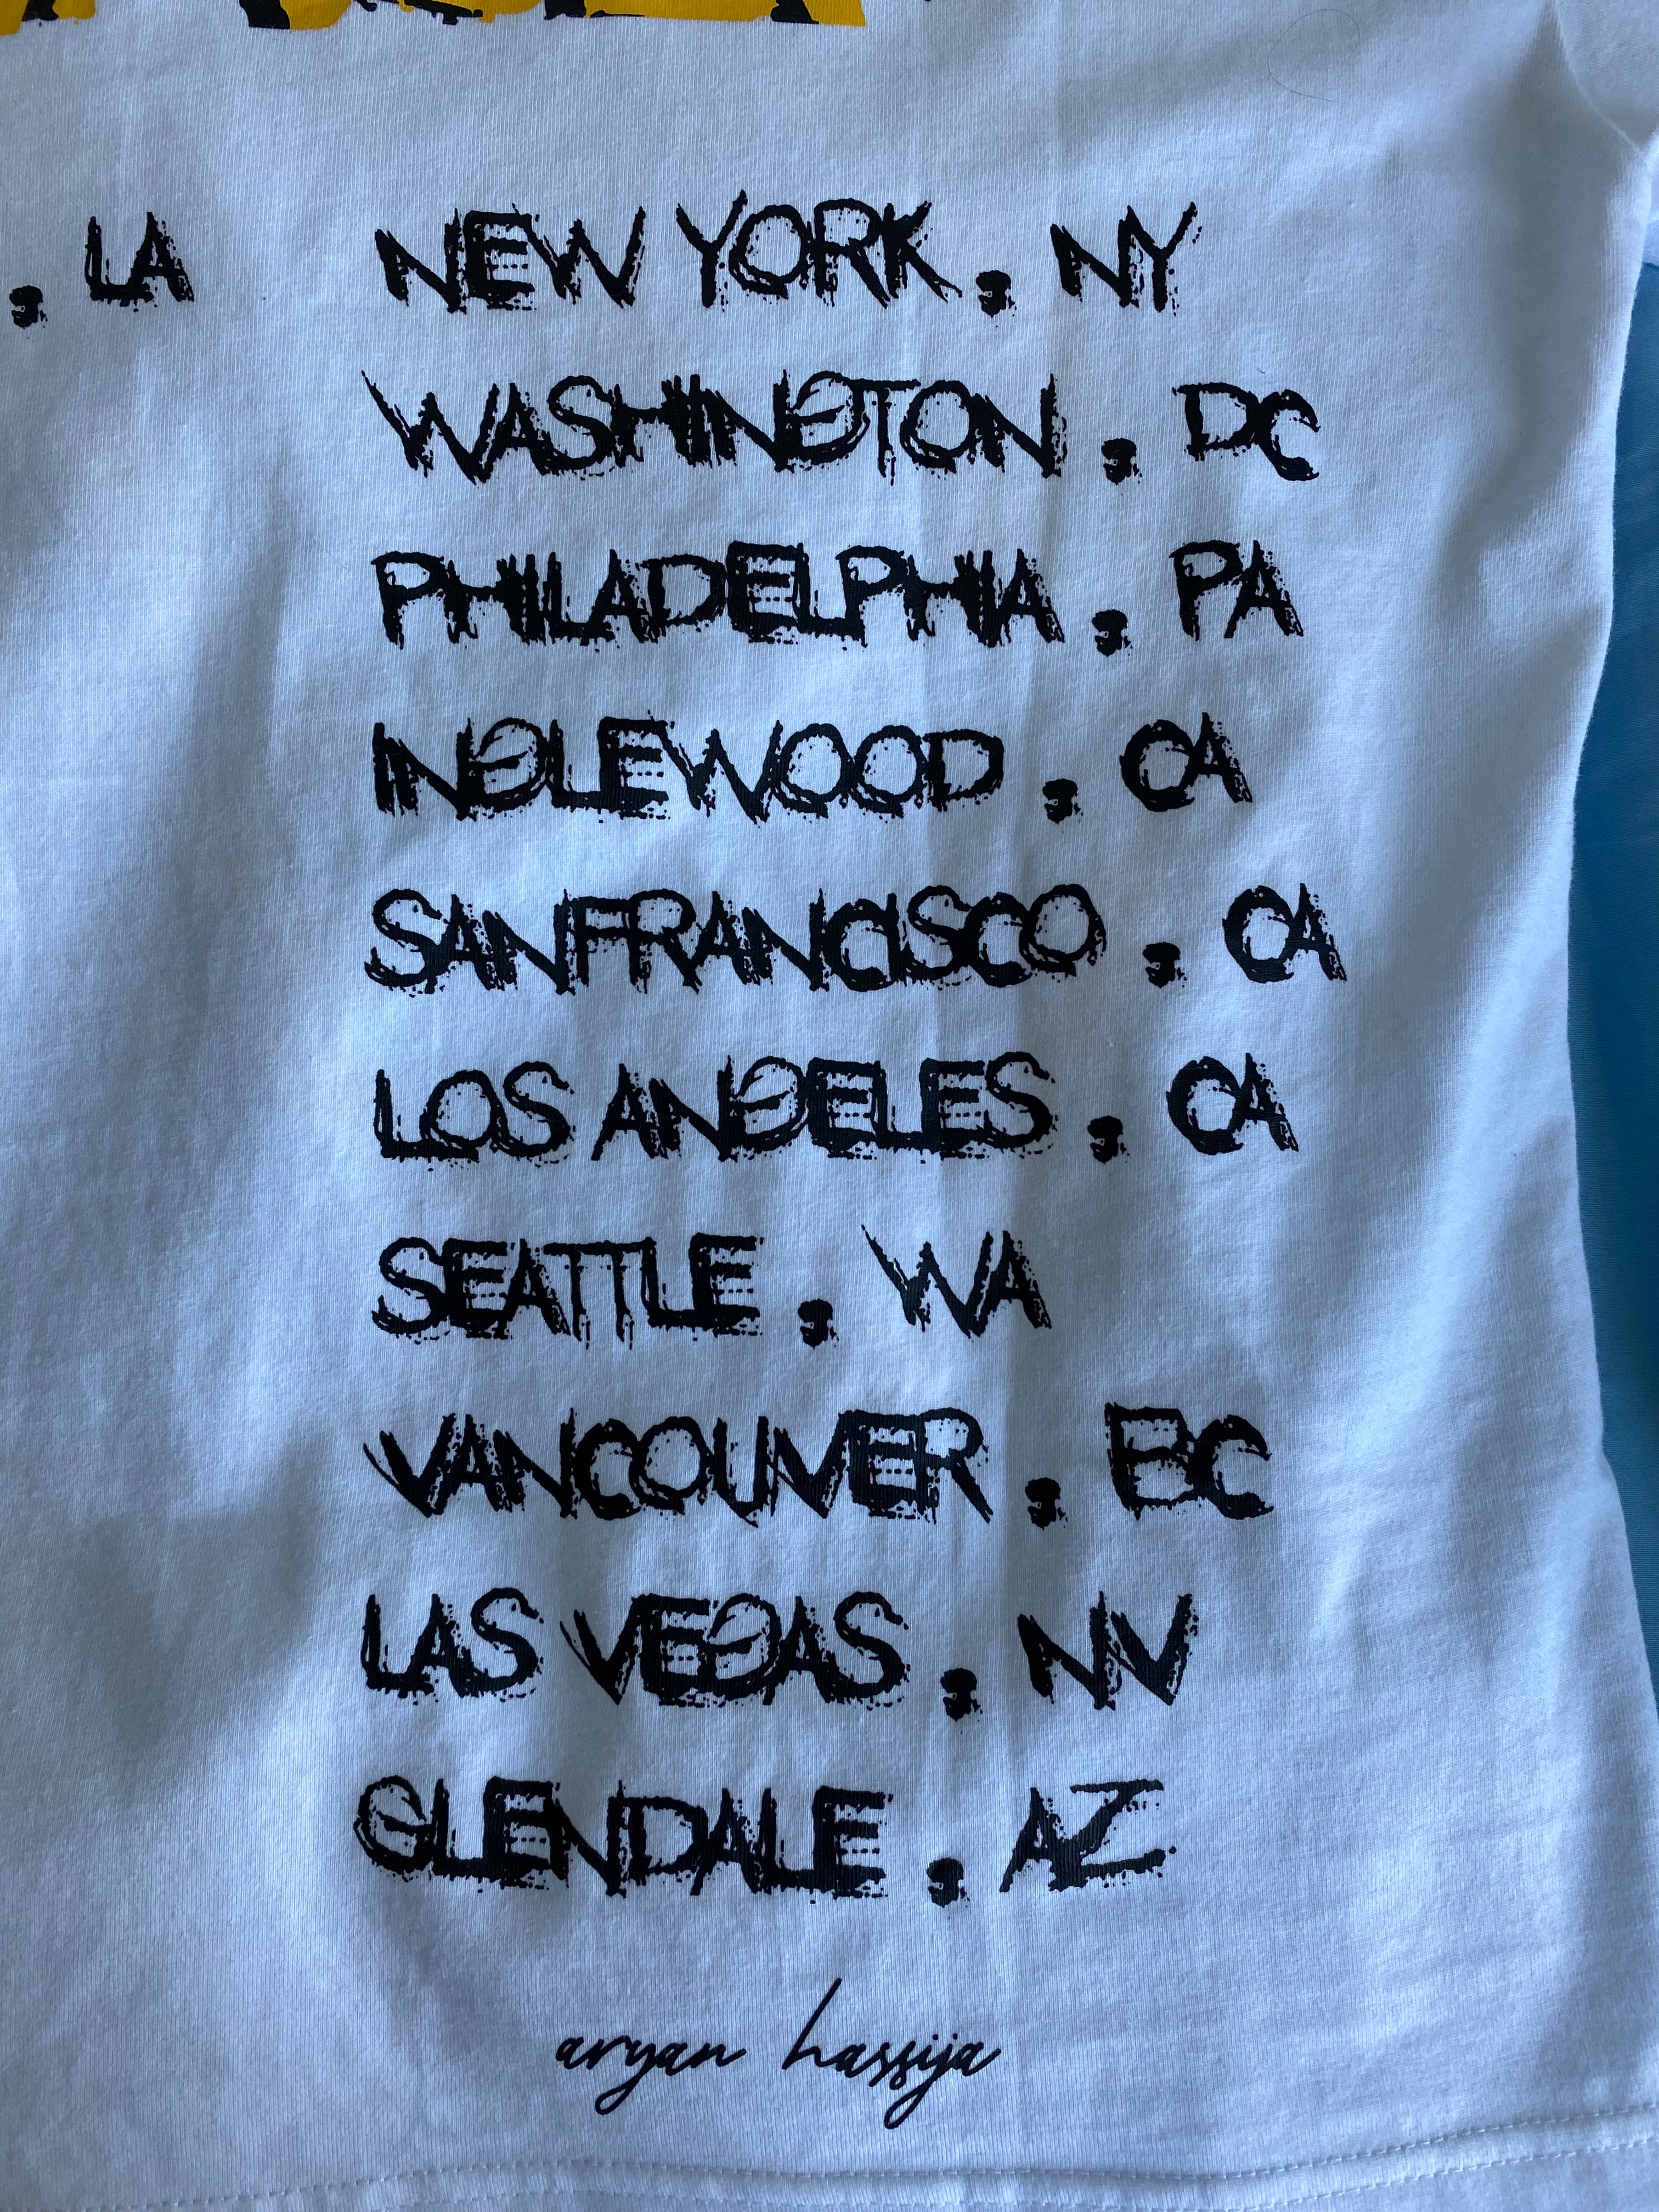 , LA
NEW YORK, NY
WASHINGTON, DC
PHILADELPHIA, PA
INGLEWOOD, CA
SANFRANCISCO, CA
LOS ANGELES, CA
SEATTLE, WA
VANCOUVER, BC
LAS VEGAS, NV
GLENDALE, AZ
aryan hassija